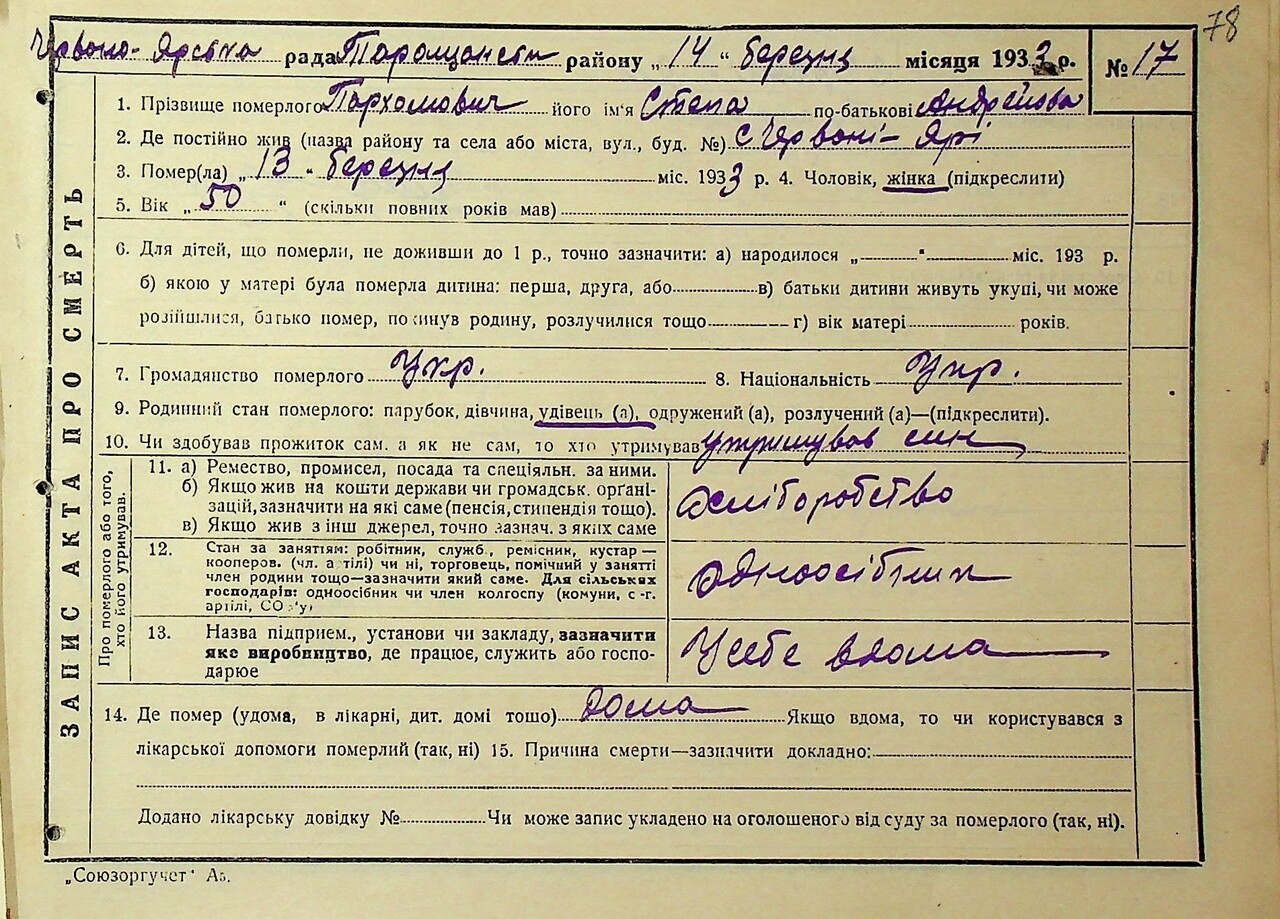 78
Червоно-Ярська рада Таращанськ району „14“ березня місяця 1933 р. № 17
1. Прізвище померлого Пархомович його ім'я Степа по-батькові Андрейова
2. Де постійно жив (назва району та села або міста, вул., буд. №) с Червоні-Ярі
3. Помер(ла) „13“ березня міс. 1933 р. 4. Чоловік, жінка (підкреслити)
5. Вік „50“ (скільки повних років мав)
6. Для дітей, що померли, не доживши до 1 р., точно зазначити: а) народилося „ “ міс. 193 р.
б) якою у матері була померла дитина: перша, друга, або в) батьки дитини живуть укупі, чи може
розійшлися, батько помер, покинув родину, розлучилися тощо г) вік матері років.
7. Громадянство померлого Укр. 8. Національність Укр.
9. Родинний стан померлого: парубок, дівчина, удівець (а), одружений (а), розлучений (а)—(підкреслити).
10. Чи здобував прожиток сам, а як не сам, то хто утримував утримував син
ЗАПИС АКТА ПРО СМЕРТЬ
Про померлого або того, хто його утримував.
11. а) Ремество, промисел, посада та спеціяльн. за ними.
б) Якщо жив на кошти держави чи громадськ. орґані-
зацій, зазначити на які саме (пенсія, стипендія тощо).
в) Якщо жив з інш джерел, точно зазнач. з яких саме
хліборобство
12. Стан за заняттям: робітник, служб., ремісник, кустар—
кооперов. (чл. артілі) чи ні, торговець, помічний у занятті
член родини тощо—зазначити який саме. Для сільських
господарів: одноосібник чи член колгоспу (комуни, с.-г.
артілі, СОЗ'у)
Одноосібник
13. Назва підприєм., установи чи закладу, зазначити
яке виробництво, де працює, служить або госпо-
дарює
У себе вдома
14. Де помер (удома, в лікарні, дит. домі тощо) Дома Якщо вдома, то чи користувався з
лікарської допомоги померлий (так, ні) 15. Причина смерти—зазначити докладно:
Додано лікарську довідку № Чи може запис укладено на оголошеного від суду за померлого (так, ні).
„Союзоргучет“ А₅.